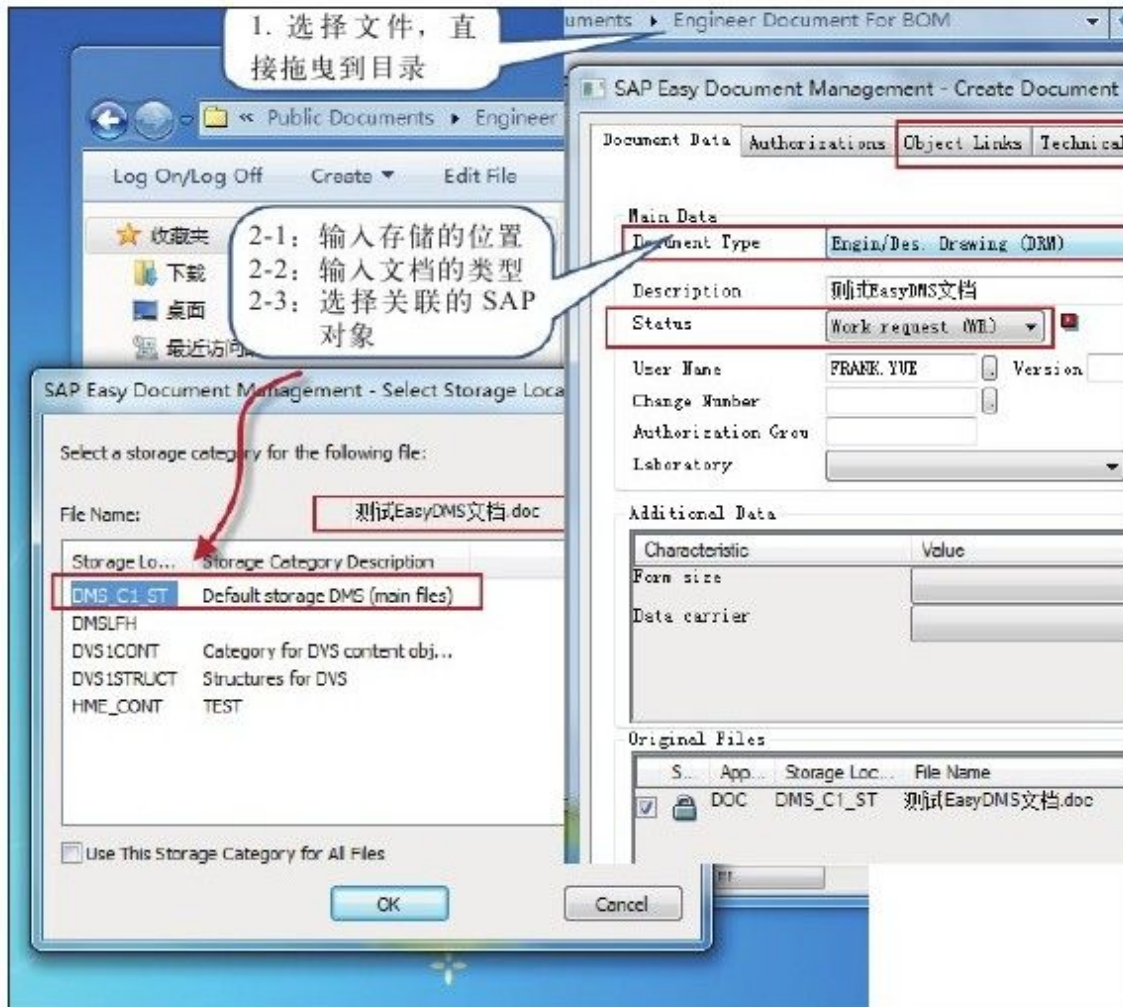 1. 选择文件，直
接拖曳到目录
uments ▸ Engineer Document For BOM
« Public Documents ▸ Engineer
Log On/Log Off Create Edit File
收藏夹
下载
桌面
最近访问
2-1：输入存储的位置
2-2：输入文档的类型
2-3：选择关联的 SAP
对象
SAP Easy Document Management - Create Document
Document Data Authorizations Object Links Technical
Main Data
Document Type Engin/Des. Drawing (DRW)
Description 测试EasyDMS文档
Status Work request (WR)
User Name FRANK.YUE Version
Change Number
Authorization Grou
Laboratory
Additional Data
Characteristic Value
Form size
Data carrier
Original Files
S... App... Storage Loc... File Name
DOC DMS_C1_ST 测试EasyDMS文档.doc
SAP Easy Document Management - Select Storage Loca
Select a storage category for the following file:
File Name: 测试EasyDMS文档.doc
Storage Lo... Storage Category Description
DMS_C1_ST Default storage DMS (main files)
DMSLFH
DVS1CONT Category for DVS content obj...
DVS1STRUCT Structures for DVS
HME_CONT TEST
Use This Storage Category for All Files
OK Cancel